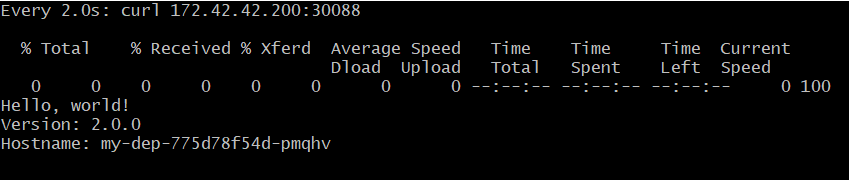 Every 2.0s: curl 172.42.42.200:30088
% Total % Received % Xferd Average Speed Time Time Time Current
Dload Upload Total Spent Left Speed
0 0 0 0 0 0 0 0 --:--:-- --:--:-- --:--:-- 0 100
Hello, world!
Version: 2.0.0
Hostname: my-dep-775d78f54d-pmqhv